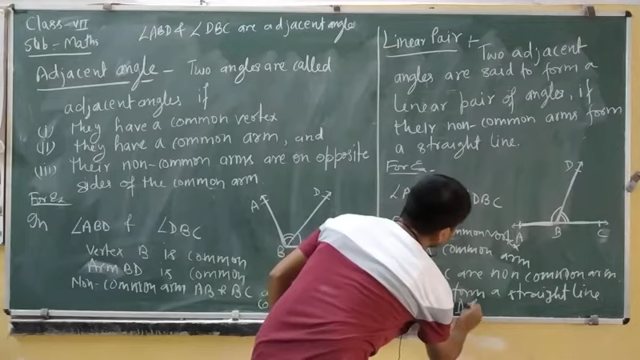 Class-VII
Sub - Maths
∠ABD & ∠DBC are adjacent angle
Adjacent angle - Two angles are called
adjacent angles if
(i) They have a common vertex
(ii) they have a common arm, and
(iii) their non-common arms are on opposite
sides of the common arm.
For Ex
In ∠ABD & ∠DBC
Vertex B is common
Arm BD is common
Non-common arm AB & BC
A
D
B
Linear Pair :- Two adjacent
angles are said to form a
linear pair of angles, if
their non-common arms form
a straight line.
For E
DBC
common
common arm
C are non common arm
form a straight line
D
A
B
C